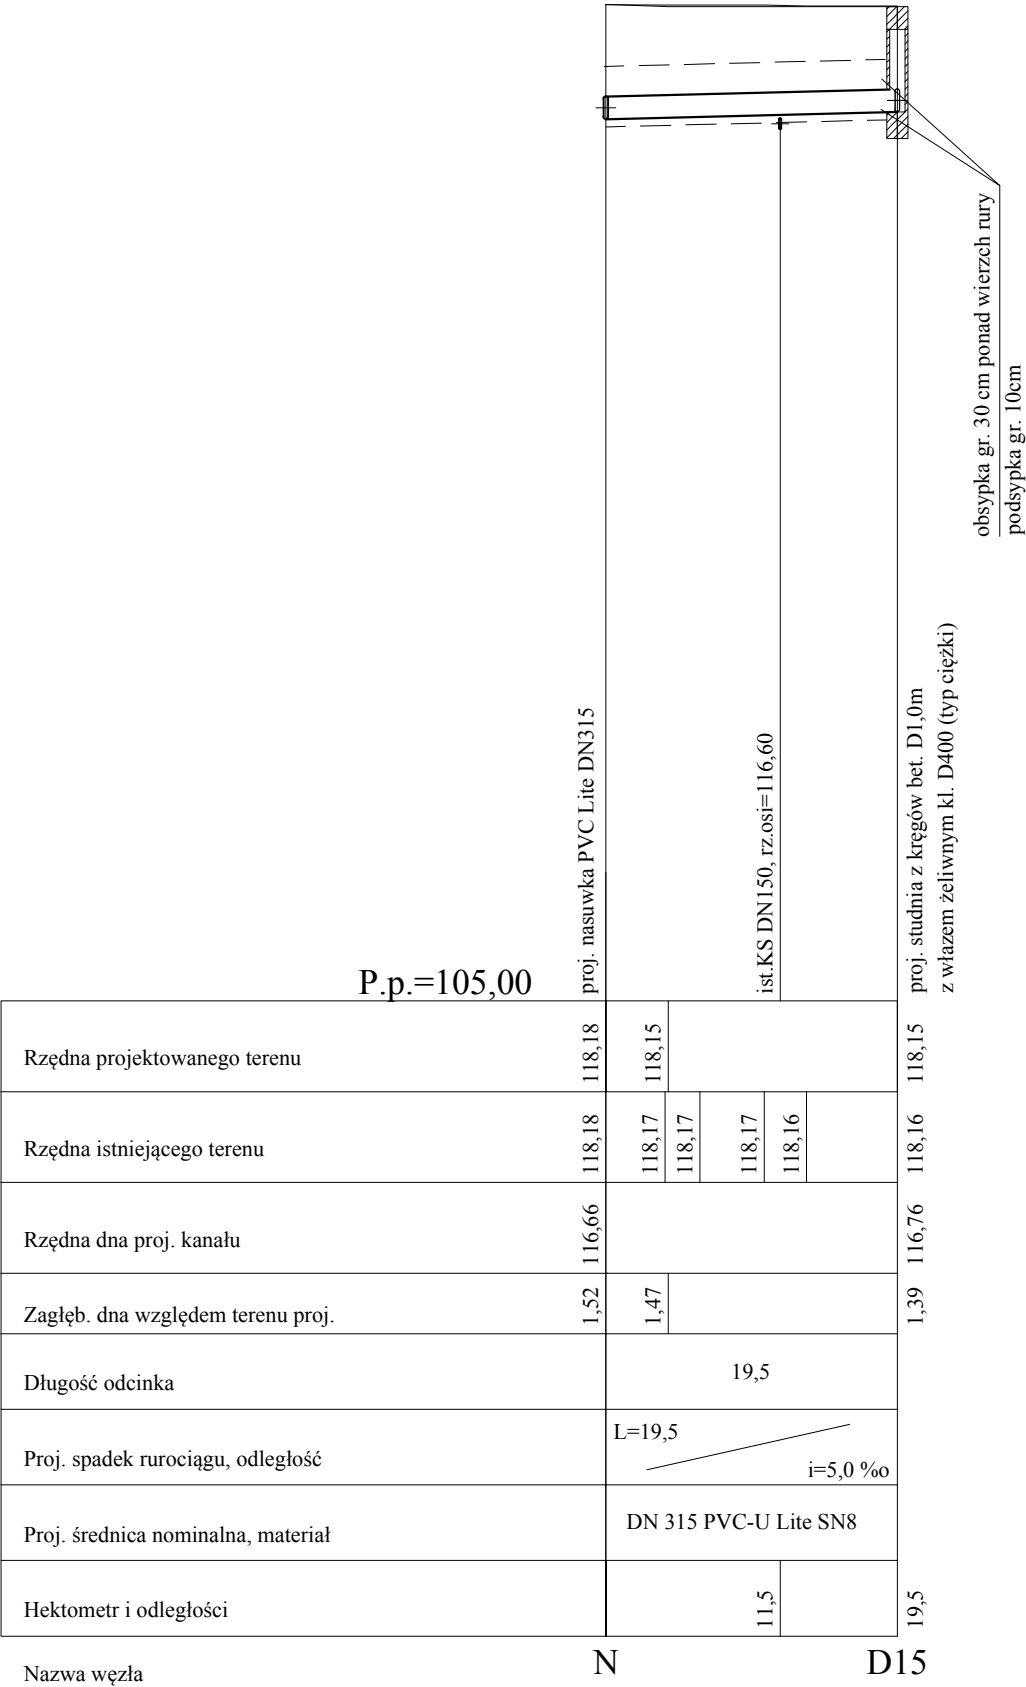 obsypka gr. 30 cm ponad wierzch rury
podsypka gr. 10cm
proj. nasuwka PVC Lite DN315
ist.KS DN150, rz.osi=116,60
proj. studnia z kręgów bet. D1,0m
z włazem żeliwnym kl. D400 (typ ciężki)
P.p.=105,00
Rzędna projektowanego terenu 118,18 118,15 118,15
Rzędna istniejącego terenu 118,18 118,17 118,17 118,17 118,16 118,16
Rzędna dna proj. kanału 116,66 116,76
Zagłęb. dna względem terenu proj. 1,52 1,47 1,39
Długość odcinka 19,5
Proj. spadek rurociągu, odległość L=19,5 i=5,0 %o
Proj. średnica nominalna, materiał DN 315 PVC-U Lite SN8
Hektometr i odległości 11,5 19,5
Nazwa węzła N D15